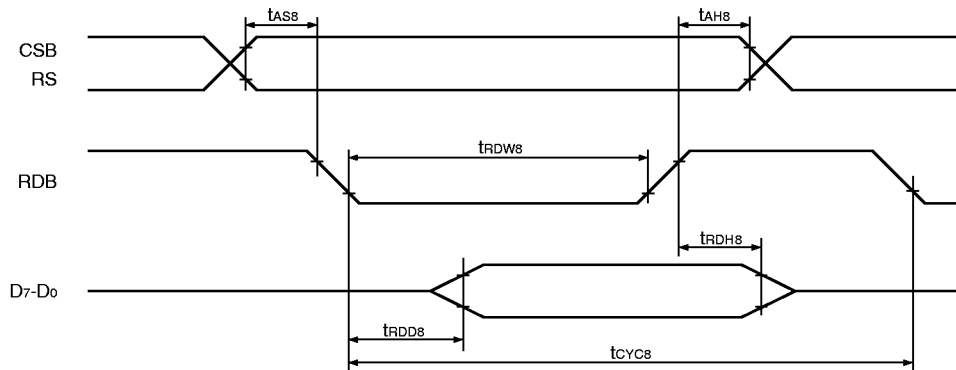 tAS8
tAH8
CSB
RS
tRDW8
RDB
tRDH8
D7-D0
tRDD8
tCYC8